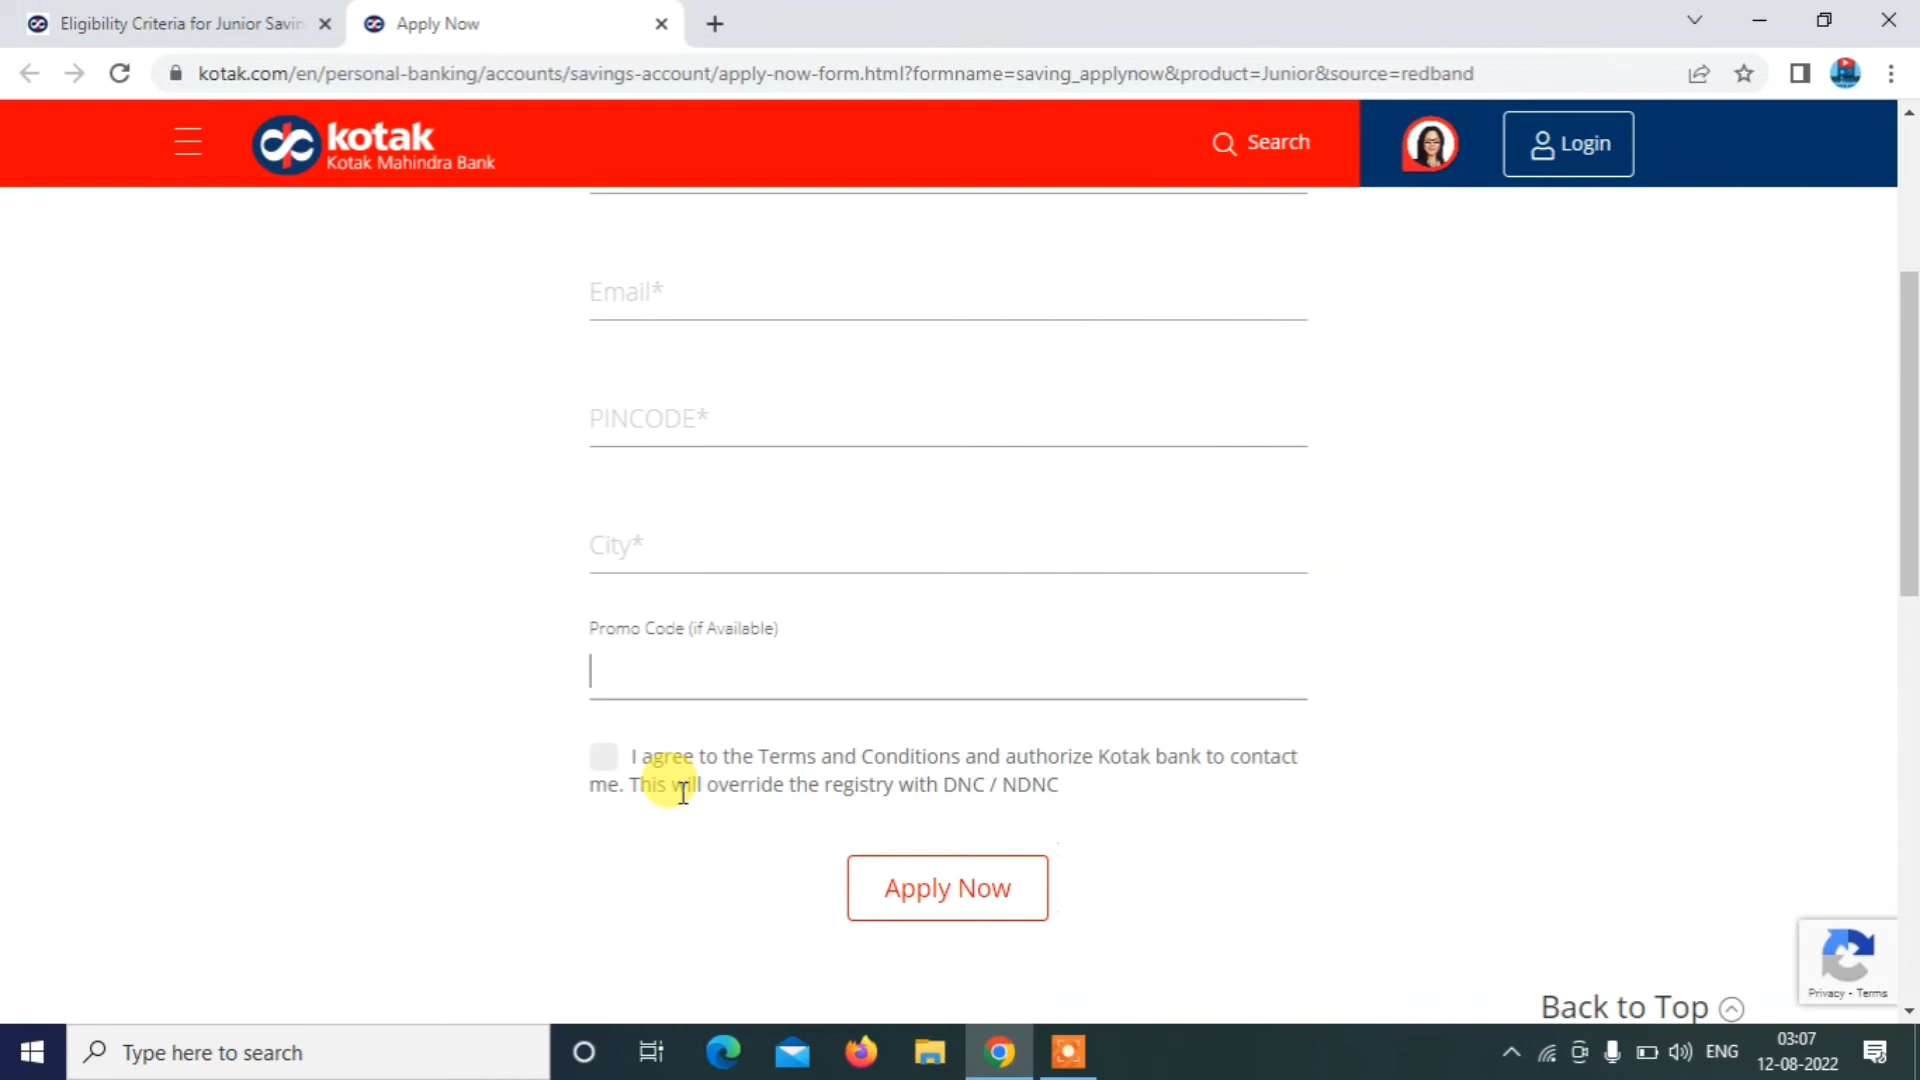 Eligibility Criteria for Junior Savin
Apply Now
kotak.com/en/personal-banking/accounts/savings-account/apply-now-form.html?formname=saving_applynow&product=Junior&source=redband
kotak
Kotak Mahindra Bank
Search
Login
Email*
PINCODE*
City*
Promo Code (if Available)
I agree to the Terms and Conditions and authorize Kotak bank to contact
me. This will override the registry with DNC / NDNC
Apply Now
Privacy - Terms
Back to Top
Type here to search
ENG
03:07
12-08-2022